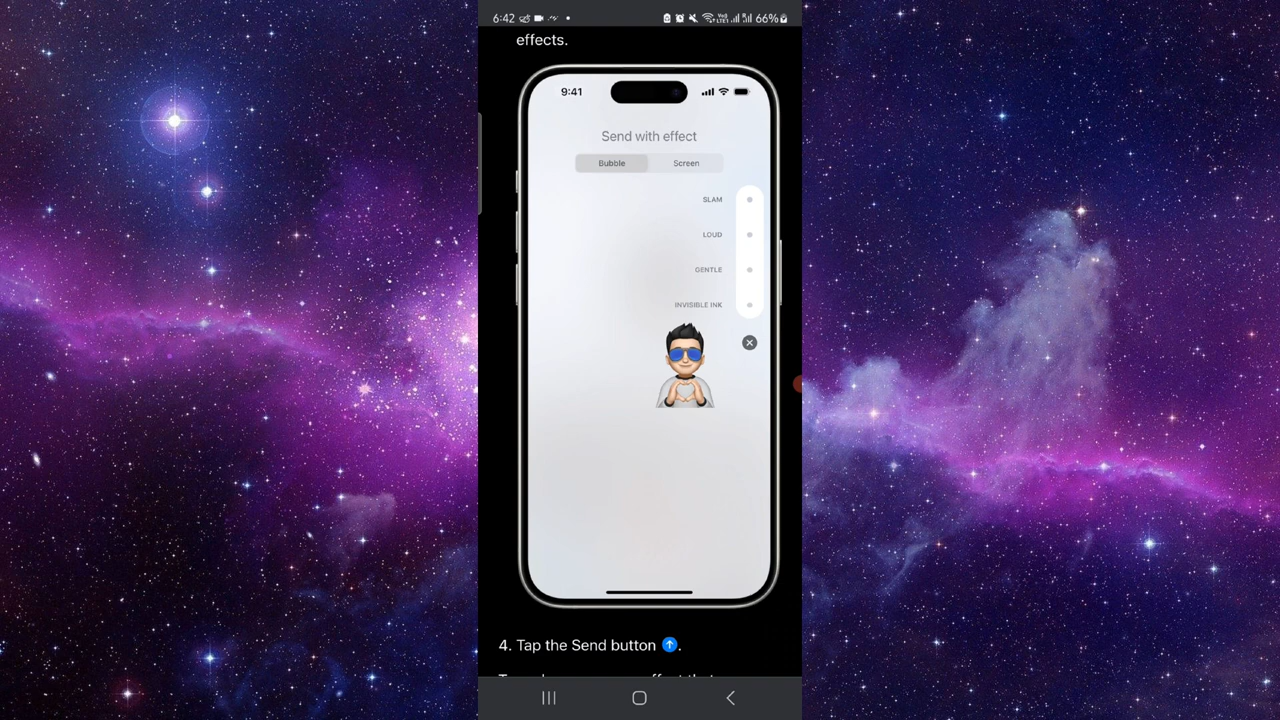 6:42 66%
effects.
9:41
Send with effect
Bubble Screen
SLAM
LOUD
GENTLE
INVISIBLE INK
4. Tap the Send button .